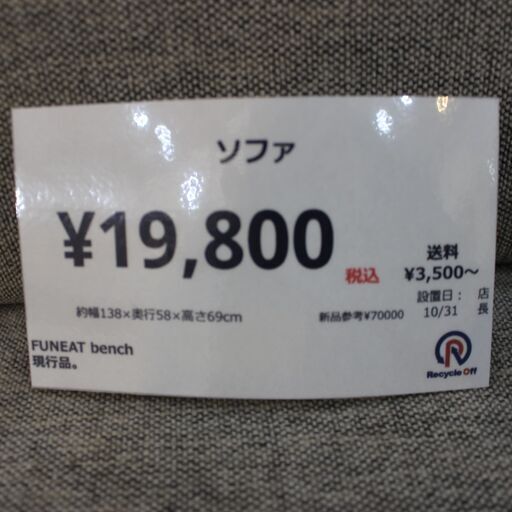 ソファ
¥19,800 税込
送料
¥3,500~
約幅138×奥行58×高さ69cm
新品参考¥70000
設置日： 店
10/31 長
FUNEAT bench
現行品。
Recycle Off